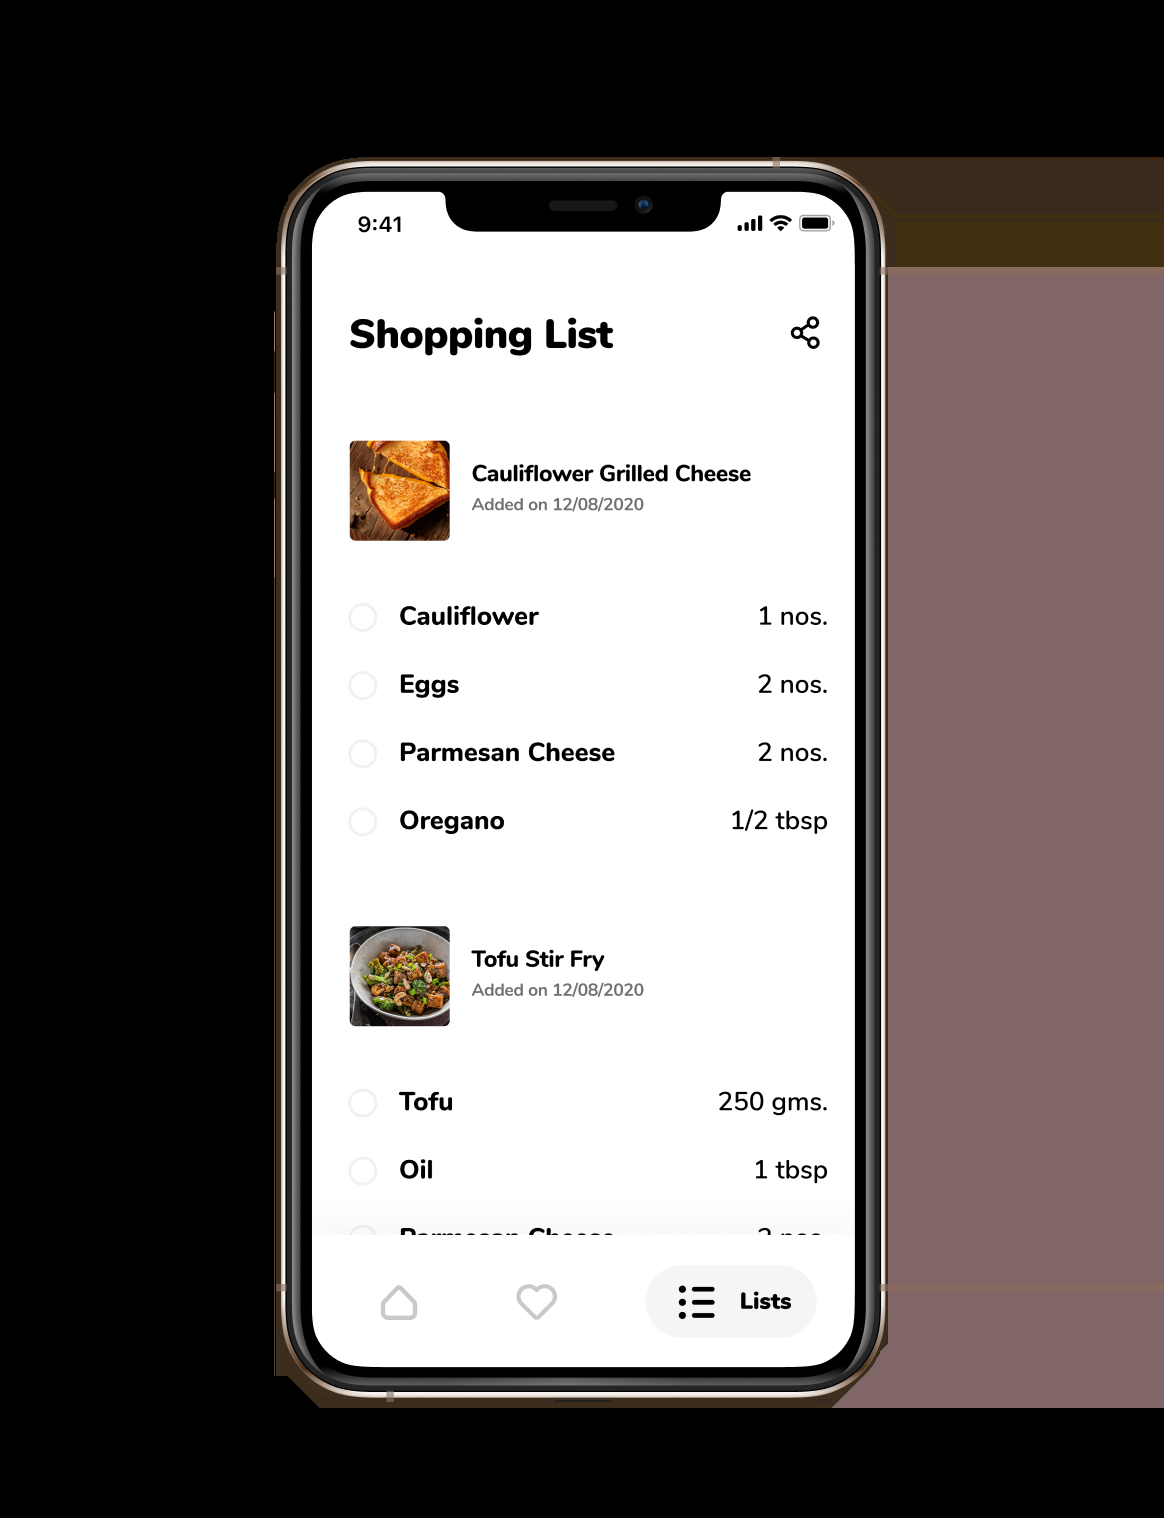 9:41
Shopping List
Cauliflower Grilled Cheese
Added on 12/08/2020
Cauliflower 1 nos.
Eggs 2 nos.
Parmesan Cheese 2 nos.
Oregano 1/2 tbsp
Tofu Stir Fry
Added on 12/08/2020
Tofu 250 gms.
Oil 1 tbsp
Parmesan Cheese
Lists